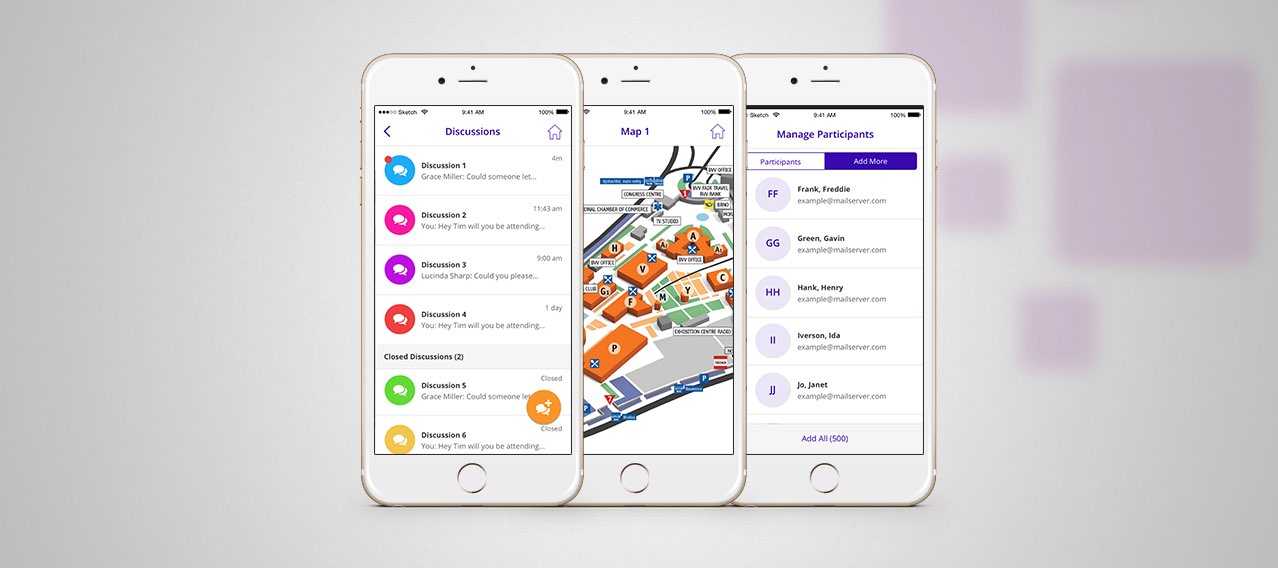 ●●●○○ Sketch 9:41 AM 100%
Discussions
Discussion 1 4m
Grace Miller: Could someone let...
Discussion 2 11:43 am
You: Hey Tim will you be attending...
Discussion 3 9:00 am
Lucinda Sharp: Could you please...
Discussion 4 1 day
You: Hey Tim will you be attending...
Closed Discussions (2)
Discussion 5 Closed
Grace Miller: Could someone let
Discussion 6 Closed
You: Hey Tim will you be attending...
9:41 AM 100%
Map 1
BVV OFFICE
CONGRESS CENTRE
BVV FAIR TRAVEL
BVV BANK
BRNO
ONAL CHAMBER OF COMMERCE
TV STUDIO
H
A2
A
A3
BVV OFFICE
BVV OFFICE
V
C
CLUB
G1
F
M
Y
EXHIBITION CENTRE RADIO
P
P
P
Sketch 9:41 AM 100%
Manage Participants
Participants Add More
FF
Frank, Freddie
example@mailserver.com
GG
Green, Gavin
example@mailserver.com
HH
Hank, Henry
example@mailserver.com
II
Iverson, Ida
example@mailserver.com
JJ
Jo, Janet
example@mailserver.com
Add All (500)